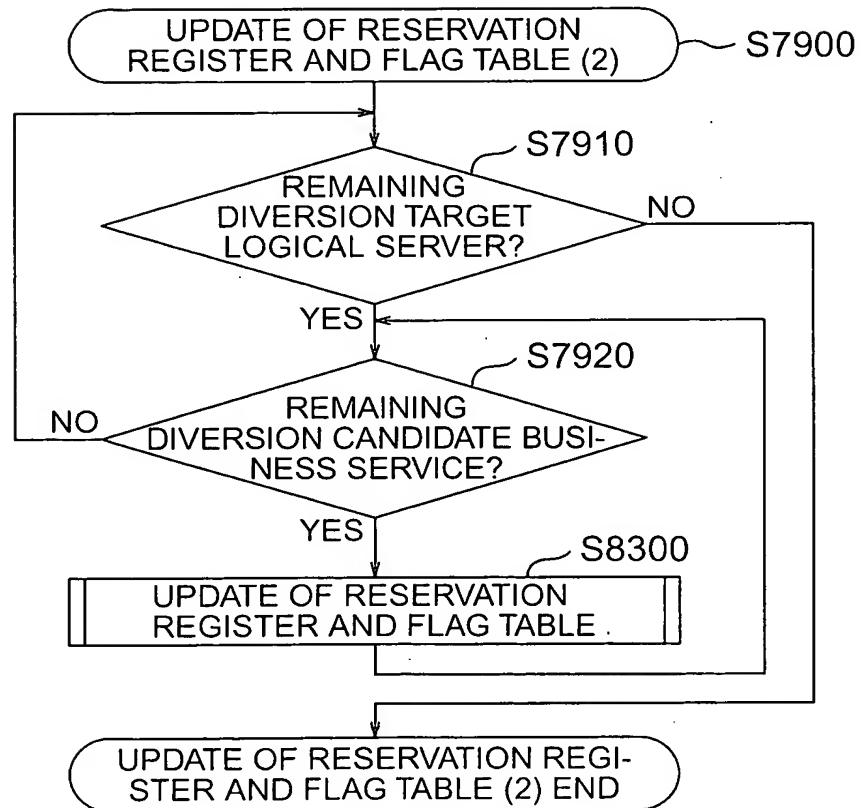 UPDATE OF RESERVATION
REGISTER AND FLAG TABLE (2)
S7900
S7910
REMAINING
DIVERSION TARGET
LOGICAL SERVER?
NO
YES
S7920
REMAINING
DIVERSION CANDIDATE BUSI-
NESS SERVICE?
NO
YES
S8300
UPDATE OF RESERVATION
REGISTER AND FLAG TABLE
UPDATE OF RESERVATION REGI-
STER AND FLAG TABLE (2) END